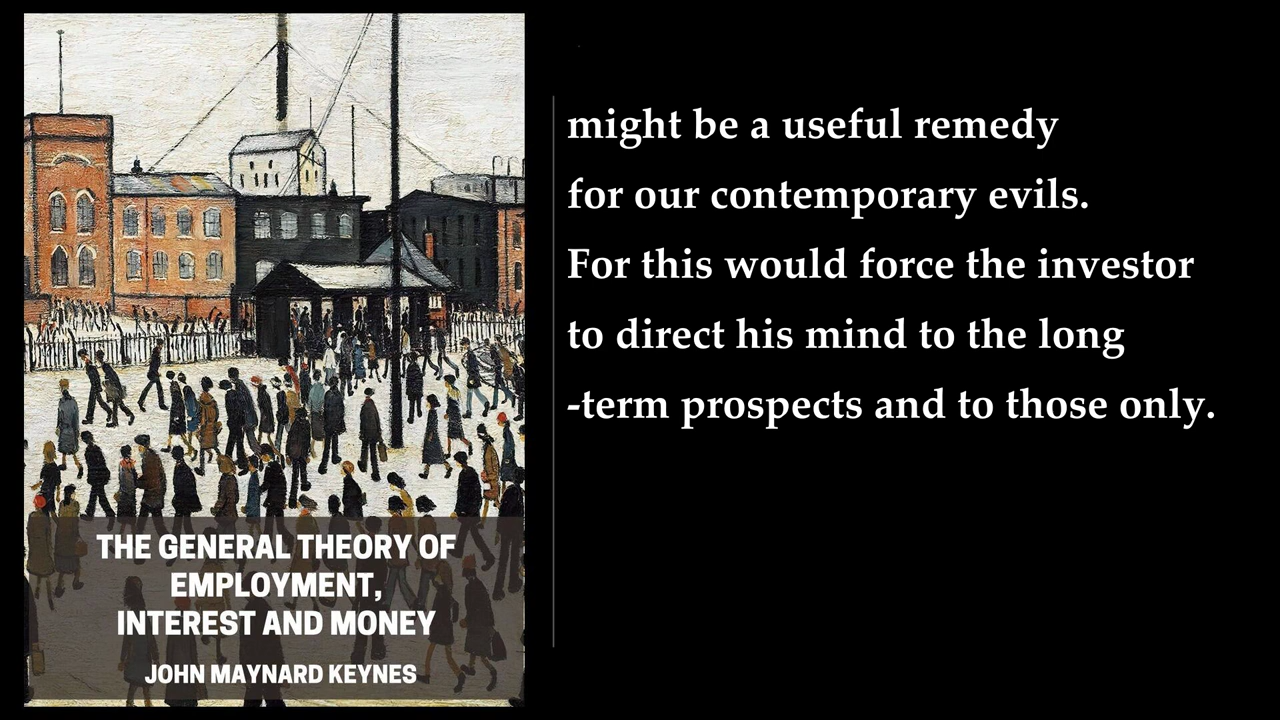 THE GENERAL THEORY OF
EMPLOYMENT,
INTEREST AND MONEY
JOHN MAYNARD KEYNES
might be a useful remedy
for our contemporary evils.
For this would force the investor
to direct his mind to the long
-term prospects and to those only.